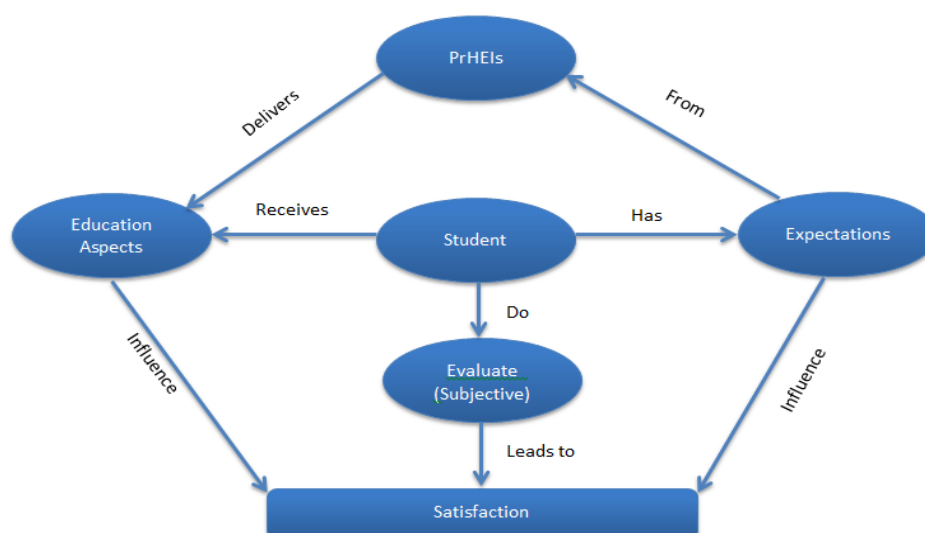 PrHEIs
Delivers
From
Education
Aspects
Receives
Student
Has
Expectations
Do
Influence
Evaluate
(Subjective)
Influence
Leads to
Satisfaction